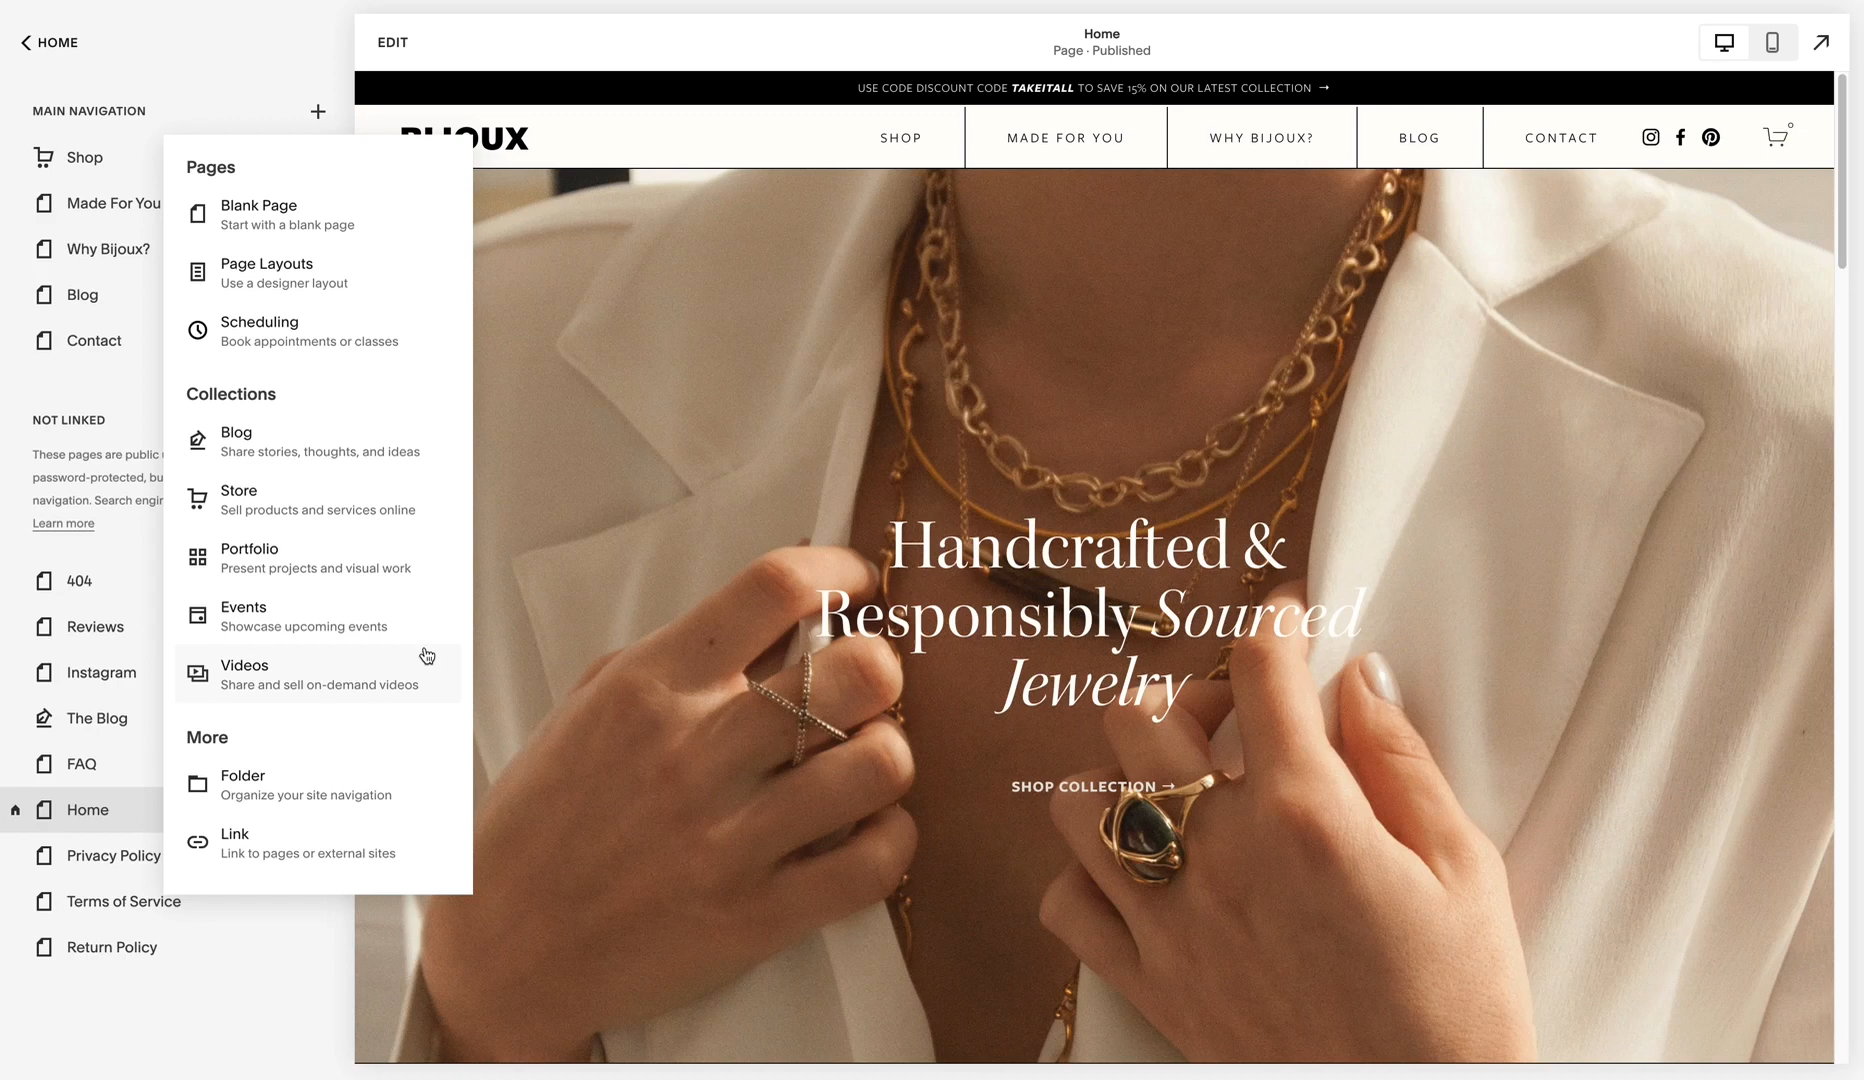 HOME
MAIN NAVIGATION
Shop
Made For You
Why Bijoux?
Blog
Contact
NOT LINKED
These pages are public
password-protected,
navigation. Search
Learn more
404
Reviews
Instagram
The Blog
FAQ
Home
Privacy Policy
Terms of Service
Return Policy
Pages
Blank Page
Start with a blank page
Page Layouts
Use a designer layout
Scheduling
Book appointments or classes
Collections
Blog
Share stories, thoughts, and ideas
Store
Sell products and services online
Portfolio
Present projects and visual work
Events
Showcase upcoming events
Videos
Share and sell on-demand videos
More
Folder
Organize your site navigation
Link
Link to pages or external sites
EDIT
Home
Page · Published
USE CODE DISCOUNT CODE TAKEITALL TO SAVE 15% ON OUR LATEST COLLECTION →
BIJOUX
SHOP
MADE FOR YOU
WHY BIJOUX?
BLOG
CONTACT
0
Handcrafted &
Responsibly Sourced
Jewelry
SHOP COLLECTION →